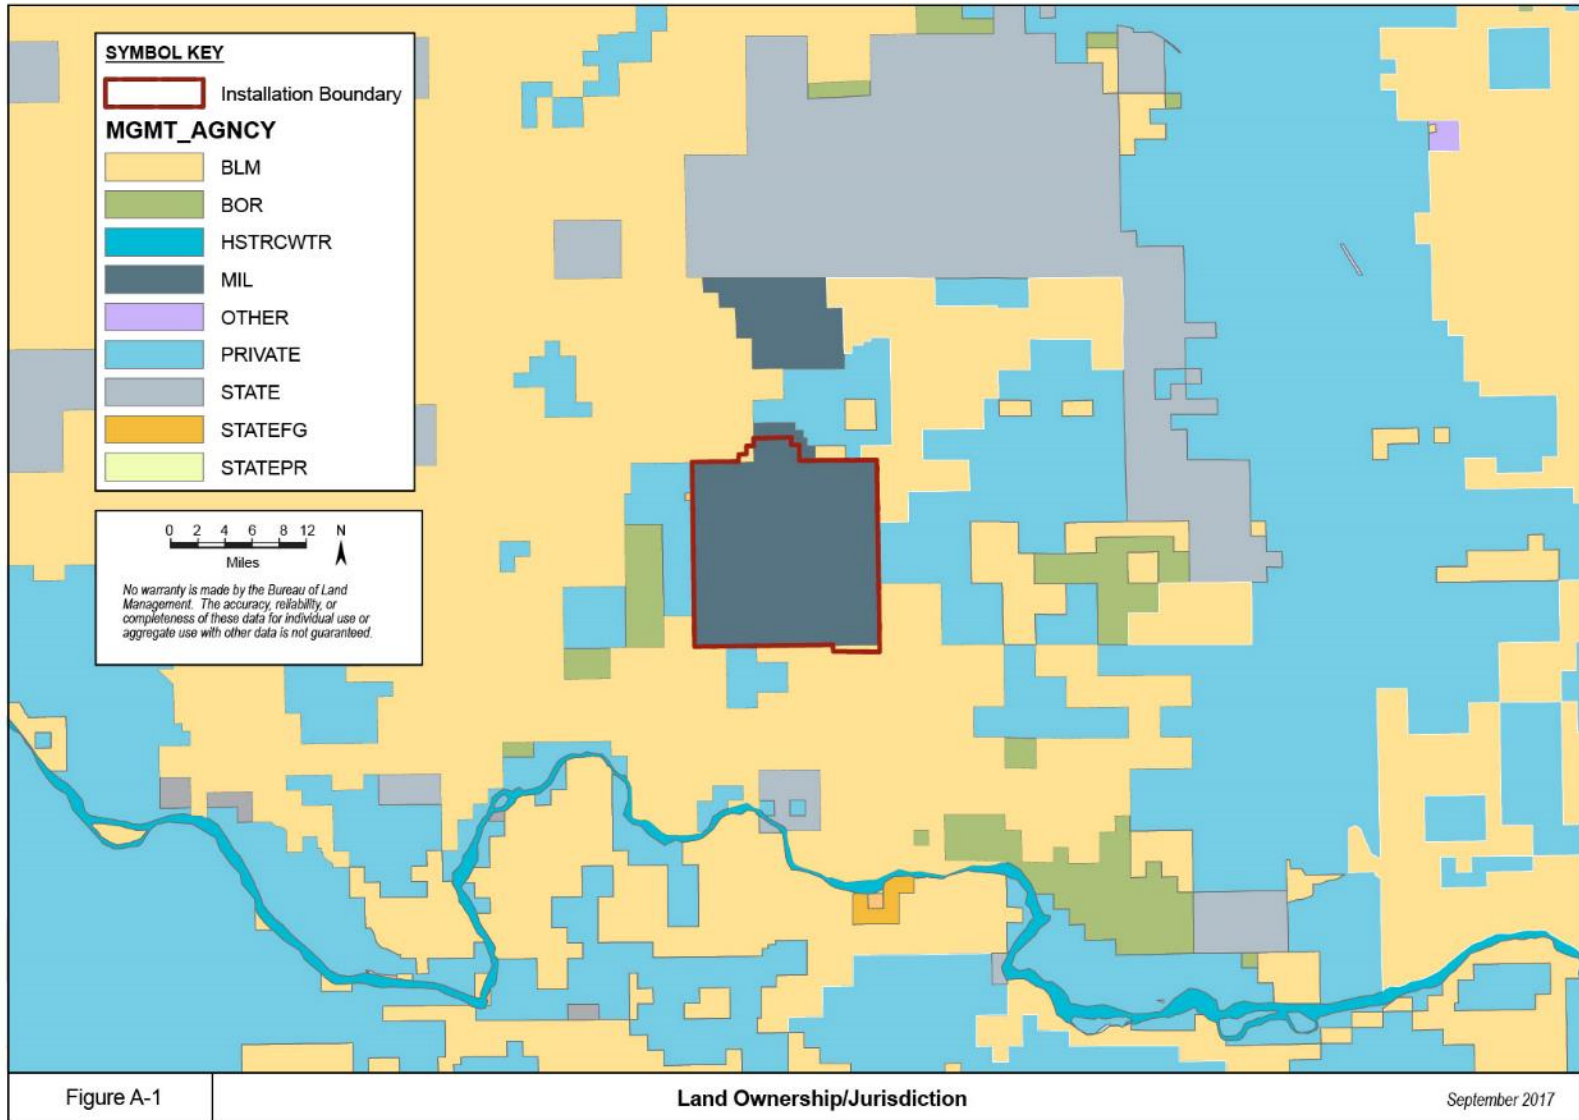 SYMBOL KEY
Installation Boundary
MGMT_AGNCY
BLM
BOR
HSTRCWTR
MIL
OTHER
PRIVATE
STATE
STATEFG
STATEPR
0 2 4 6 8 12 N
Miles
No warranty is made by the Bureau of Land
Management. The accuracy, reliability, or
completeness of these data for individual use or
aggregate use with other data is not guaranteed.
Figure A-1
Land Ownership/Jurisdiction
September 2017